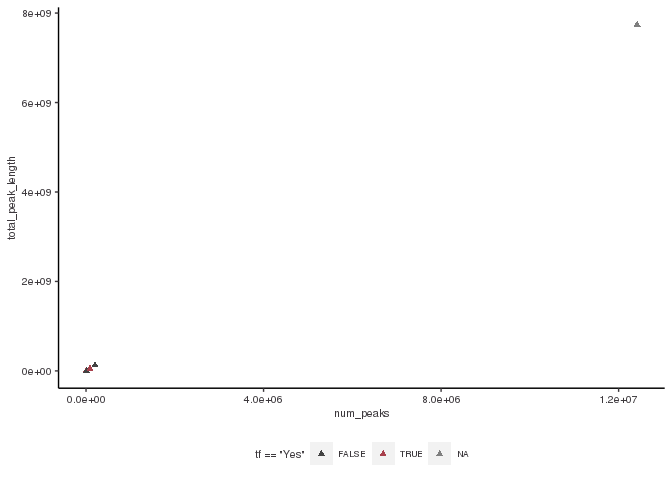 8e+09
6e+09
4e+09
2e+09
0e+00
total_peak_length
0.0e+00 4.0e+06 8.0e+06 1.2e+07
num_peaks
tf == "Yes" FALSE TRUE NA